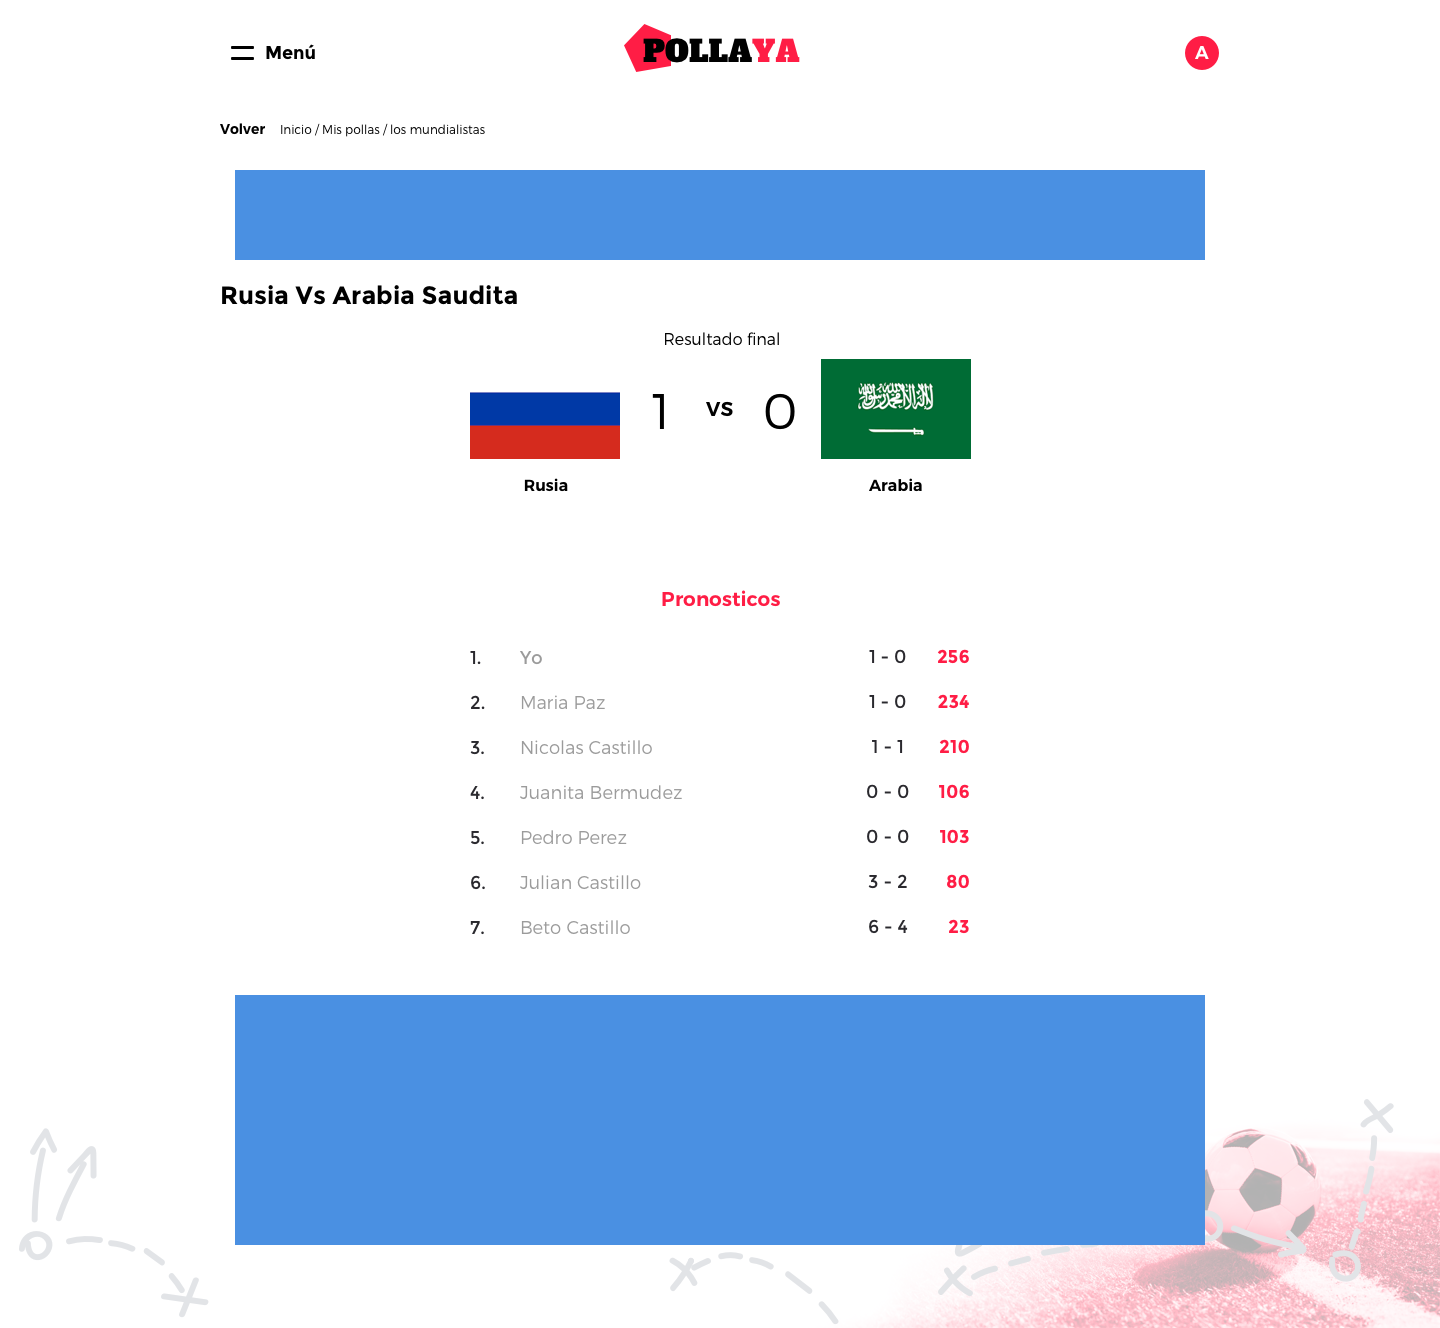 Menú
POLLAYA
A
Volver Inicio / Mis pollas / los mundialistas
Rusia Vs Arabia Saudita
Resultado final
1 VS 0
Rusia Arabia
Pronosticos
1. Yo 1 - 0 256
2. Maria Paz 1 - 0 234
3. Nicolas Castillo 1 - 1 210
4. Juanita Bermudez 0 - 0 106
5. Pedro Perez 0 - 0 103
6. Julian Castillo 3 - 2 80
7. Beto Castillo 6 - 4 23